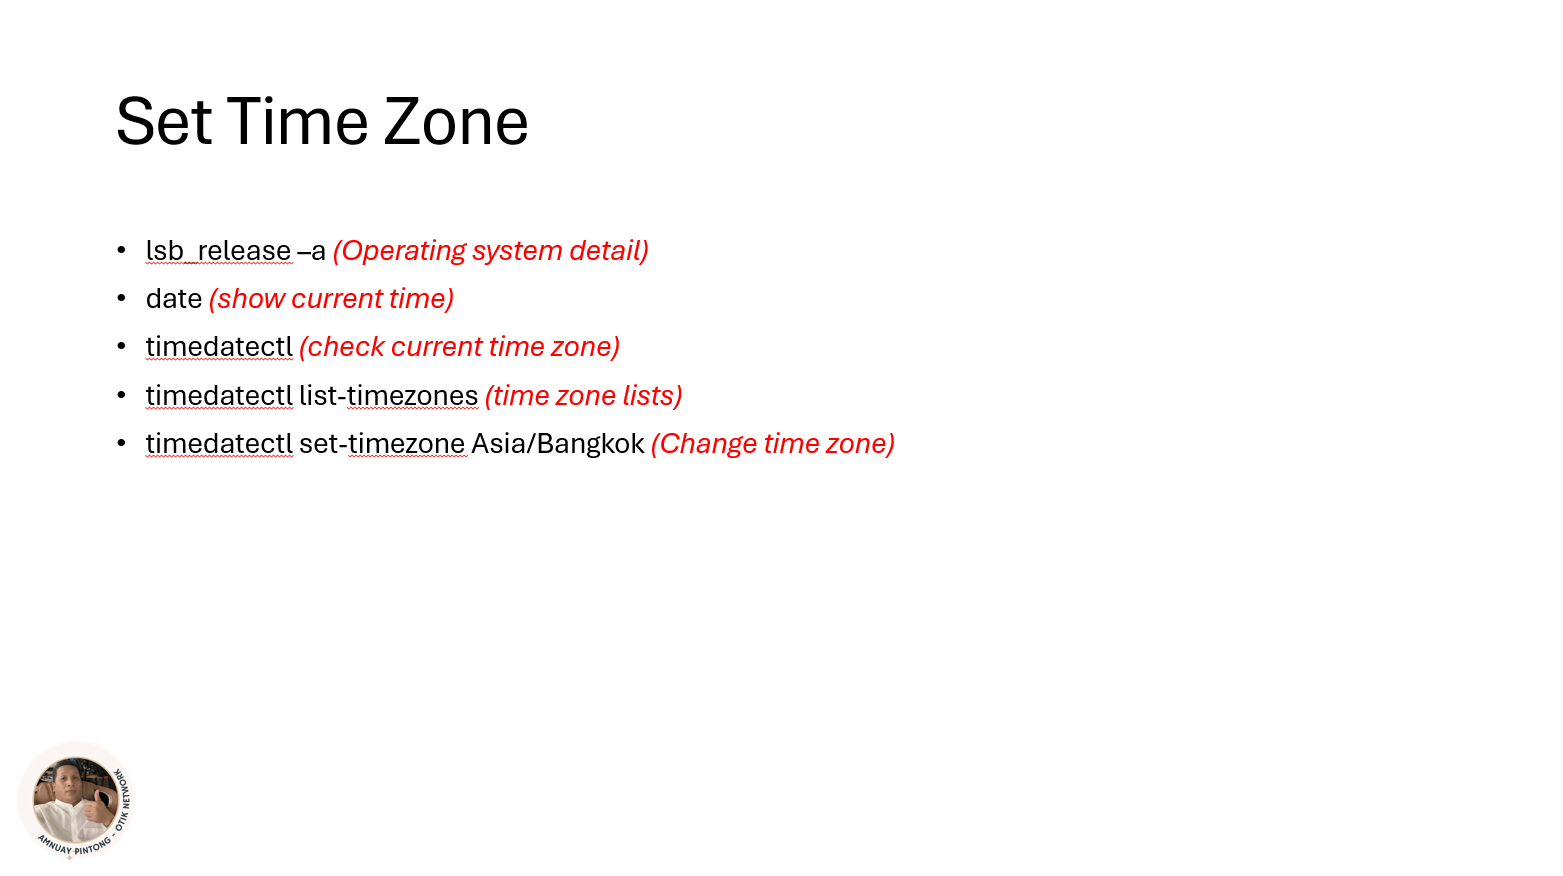 Set Time Zone
• lsb_release –a (Operating system detail)
• date (show current time)
• timedatectl (check current time zone)
• timedatectl list-timezones (time zone lists)
• timedatectl set-timezone Asia/Bangkok (Change time zone)
AMNUAY PINTONG - OTIK NETWORK